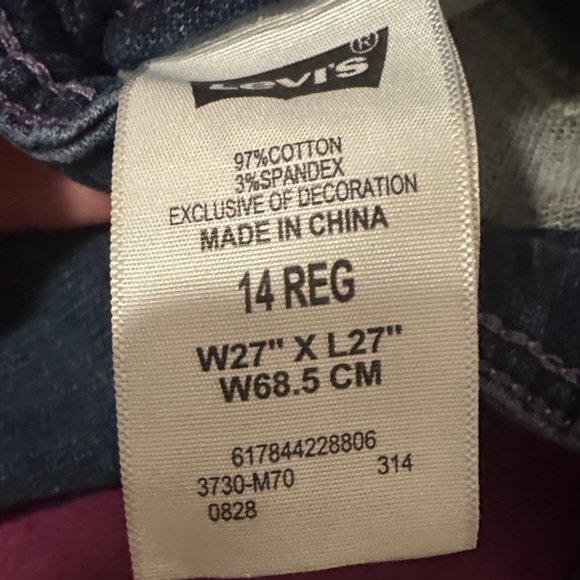 Levi's®
97%COTTON
3%SPANDEX
EXCLUSIVE OF DECORATION
MADE IN CHINA
14 REG
W27" X L27"
W68.5 CM
617844228806
3730-M70 314
0828